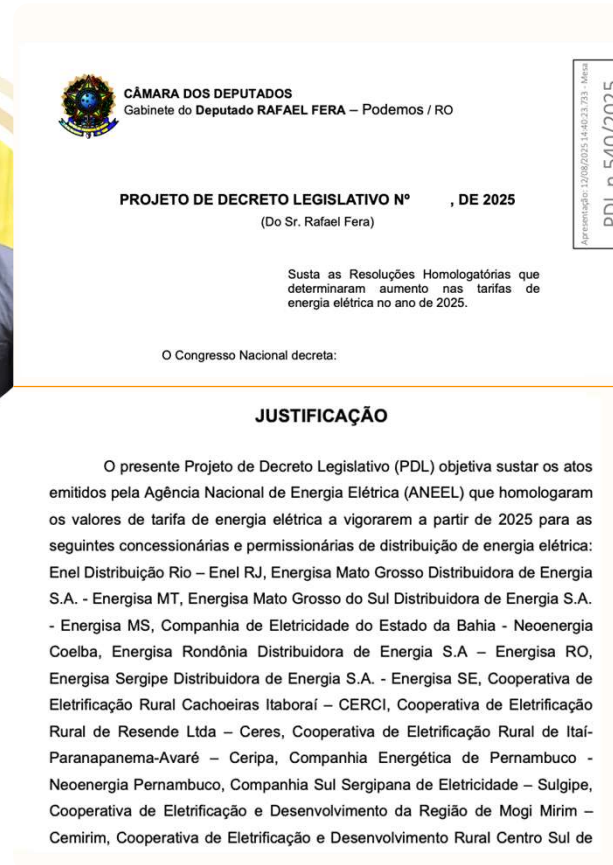 CÂMARA DOS DEPUTADOS
Gabinete do Deputado RAFAEL FERA – Podemos / RO
Apresentação: 12/08/2025 14:40:23.733 - Mesa
PDL n.540/2025
PROJETO DE DECRETO LEGISLATIVO Nº , DE 2025
(Do Sr. Rafael Fera)
Susta as Resoluções Homologatórias que
determinaram aumento nas tarifas de
energia elétrica no ano de 2025.
O Congresso Nacional decreta:
JUSTIFICAÇÃO
O presente Projeto de Decreto Legislativo (PDL) objetiva sustar os atos
emitidos pela Agência Nacional de Energia Elétrica (ANEEL) que homologaram
os valores de tarifa de energia elétrica a vigorarem a partir de 2025 para as
seguintes concessionárias e permissionárias de distribuição de energia elétrica:
Enel Distribuição Rio – Enel RJ, Energisa Mato Grosso Distribuidora de Energia
S.A. - Energisa MT, Energisa Mato Grosso do Sul Distribuidora de Energia S.A.
- Energisa MS, Companhia de Eletricidade do Estado da Bahia - Neoenergia
Coelba, Energisa Rondônia Distribuidora de Energia S.A – Energisa RO,
Energisa Sergipe Distribuidora de Energia S.A. - Energisa SE, Cooperativa de
Eletrificação Rural Cachoeiras Itaboraí – CERCI, Cooperativa de Eletrificação
Rural de Resende Ltda – Ceres, Cooperativa de Eletrificação Rural de Itaí-
Paranapanema-Avaré – Ceripa, Companhia Energética de Pernambuco -
Neoenergia Pernambuco, Companhia Sul Sergipana de Eletricidade – Sulgipe,
Cooperativa de Eletrificação e Desenvolvimento da Região de Mogi Mirim –
Cemirim, Cooperativa de Eletrificação e Desenvolvimento Rural Centro Sul de